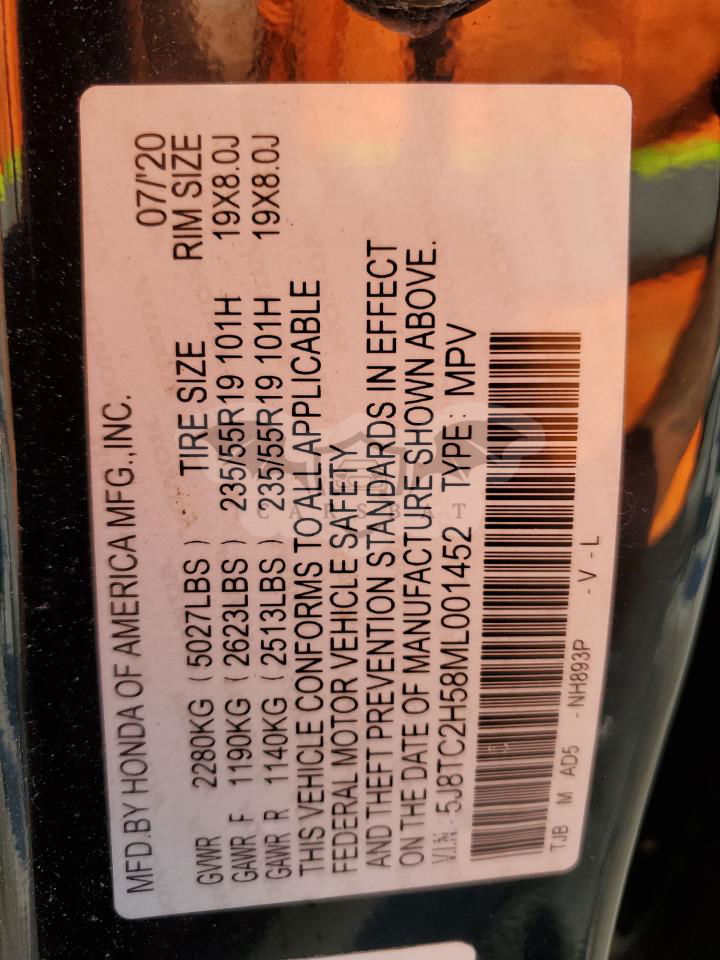 MFD.BY HONDA OF AMERICA MFG.,INC. 07/'20
TIRE SIZE RIM SIZE
GVWR 2280KG (5027LBS)
GAWR F 1190KG (2623LBS) 235/55R19 101H 19X8.0J
GAWR R 1140KG (2513LBS) 235/55R19 101H 19X8.0J
THIS VEHICLE CONFORMS TO ALL APPLICABLE
FEDERAL MOTOR VEHICLE SAFETY
AND THEFT PREVENTION STANDARDS IN EFFECT
ON THE DATE OF MANUFACTURE SHOWN ABOVE.
V.I.N.: 5J8TC2H58ML001452 TYPE: MPV
TJB M AD5 -NH893P -V-L
CARSBAT